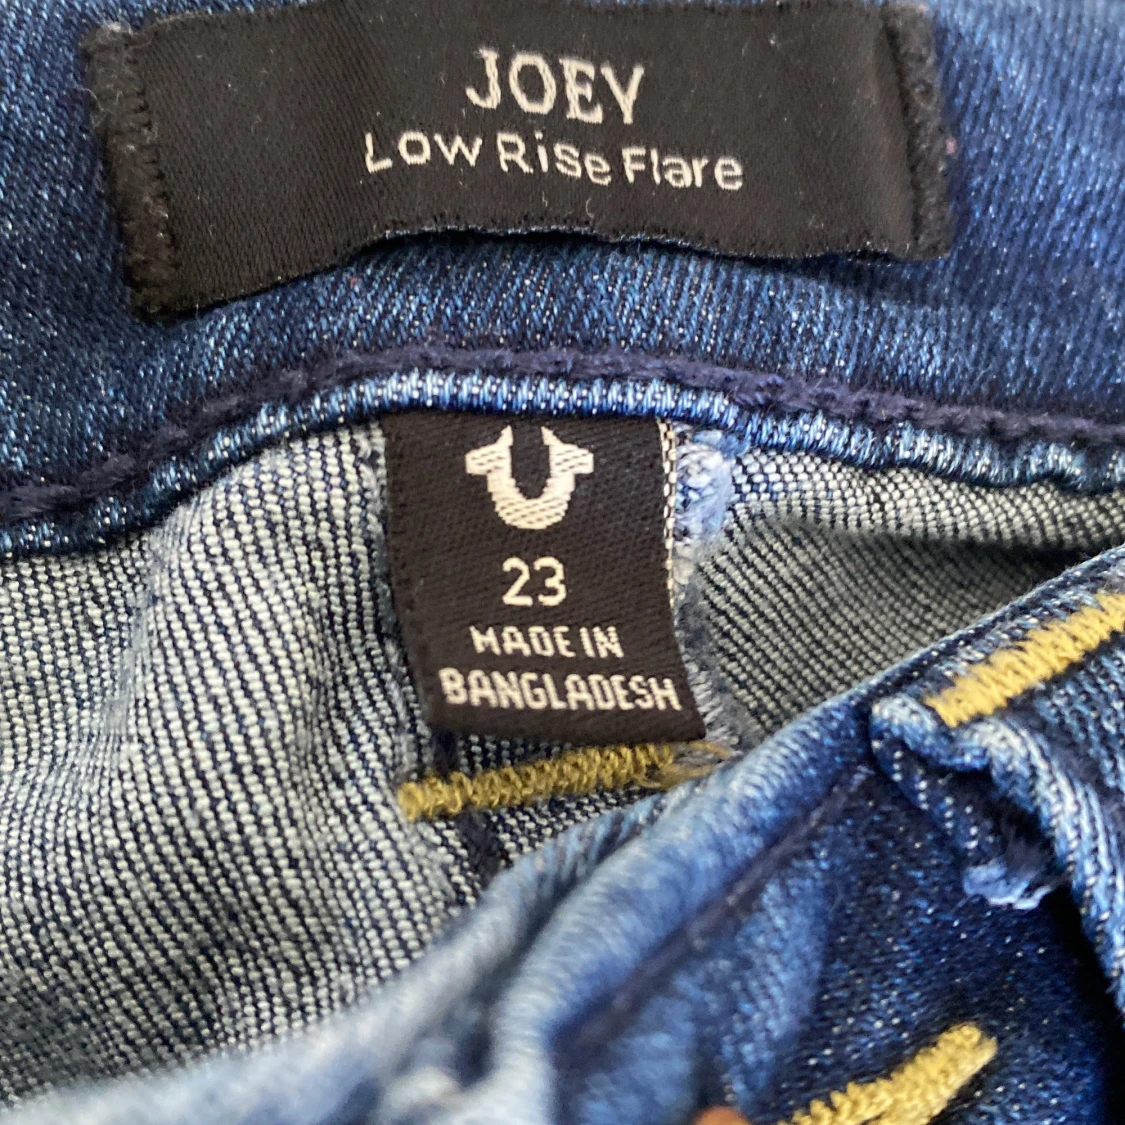 JOEY
Low Rise Flare
23
MADE IN
BANGLADESH